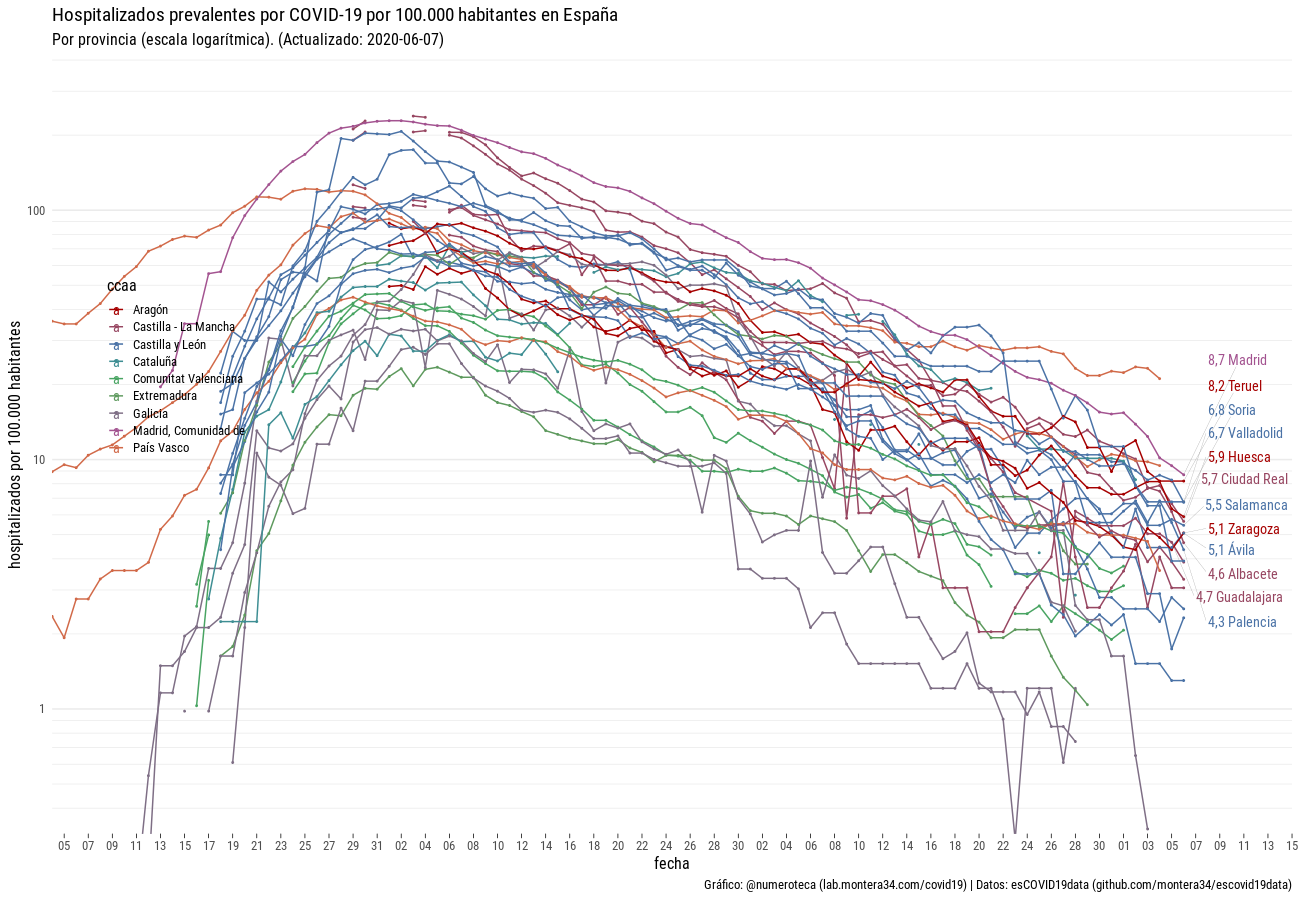 Hospitalizados prevalentes por COVID-19 por 100.000 habitantes en España
Por provincia (escala logarítmica). (Actualizado: 2020-06-07)
hospitalizados por 100.000 habitantes
100
10
1
ccaa
Aragón
Castilla - La Mancha
Castilla y León
Cataluña
Comunitat Valenciana
Extremadura
Galicia
Madrid, Comunidad de
País Vasco
8,7 Madrid
8,2 Teruel
6,8 Soria
6,7 Valladolid
5,9 Huesca
5,7 Ciudad Real
5,5 Salamanca
5,1 Zaragoza
5,1 Ávila
4,6 Albacete
4,7 Guadalajara
4,3 Palencia
05 07 09 11 13 15 17 19 21 23 25 27 29 31 02 04 06 08 10 12 14 16 18 20 22 24 26 28 30 02 04 06 08 10 12 14 16 18 20 22 24 26 28 30 01 03 05 07 09 11 13 15
fecha
Gráfico: @numeroteca (lab.montera34.com/covid19) | Datos: esCOVID19data (github.com/montera34/escovid19data)